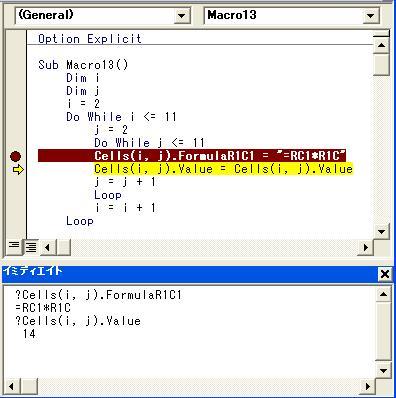 (General) Macro13
Option Explicit
Sub Macro13()
Dim i
Dim j
i = 2
Do While i <= 11
j = 2
Do While j <= 11
Cells(i, j).FormulaR1C1 = "=RC1*R1C"
Cells(i, j).Value = Cells(i, j).Value
j = j + 1
Loop
i = i + 1
Loop
イミディエイト
?Cells(i, j).FormulaR1C1
=RC1*R1C
?Cells(i, j).Value
14